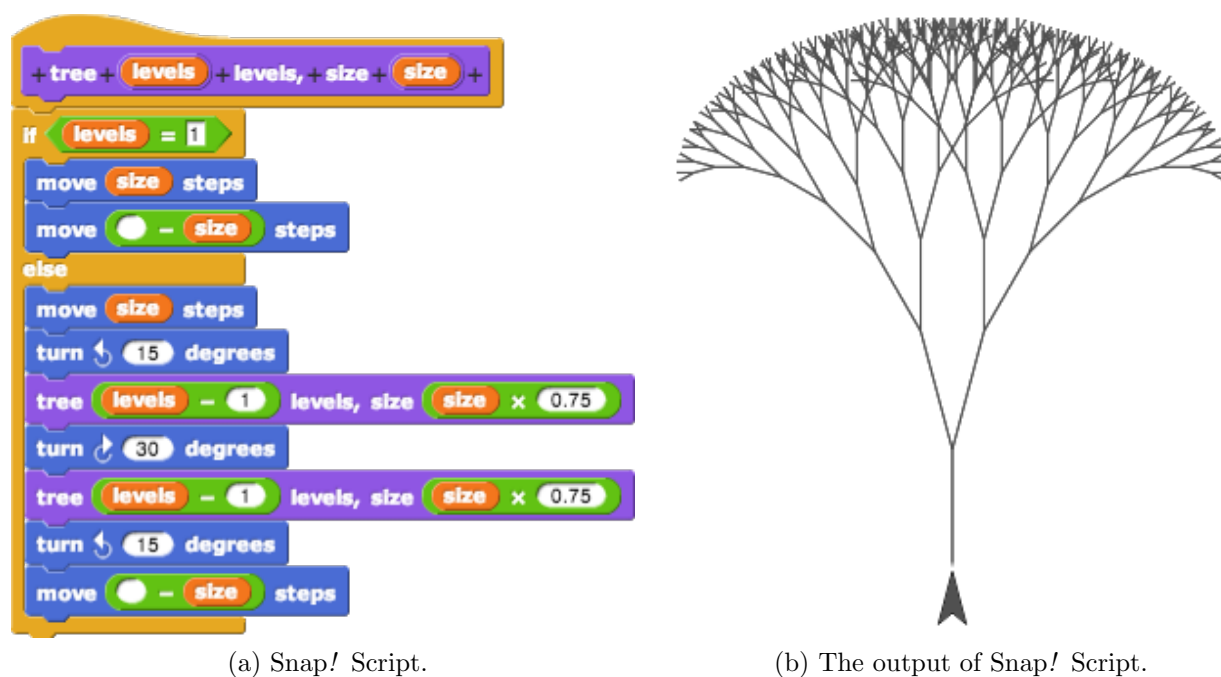 +tree+ levels +levels,+size+ size +
if levels = 1
move size steps
move - size steps
else
move size steps
turn 15 degrees
tree levels - 1 levels, size size × 0.75
turn 30 degrees
tree levels - 1 levels, size size × 0.75
turn 15 degrees
move - size steps
(a) Snap! Script.
(b) The output of Snap! Script.